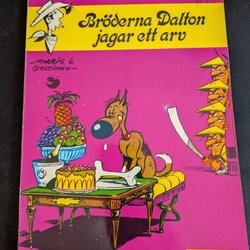 Bröderna Dalton
jagar ett arv
MORRIS &
GOSCINNY